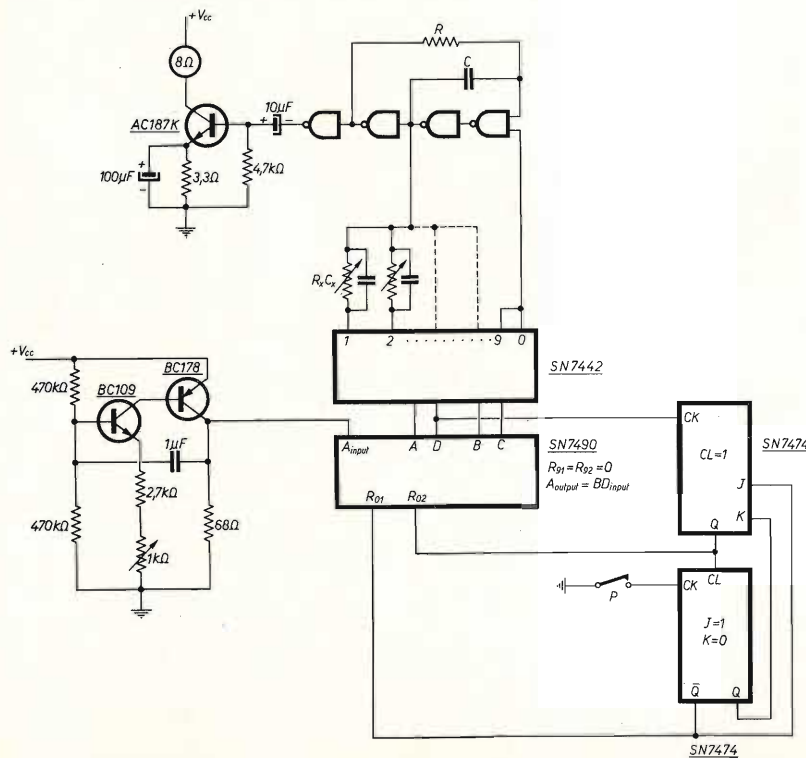 +Vcc
8Ω
AC187K
100µF
+
-
3,3Ω
4,7kΩ
10µF
+ -
R
C
RxCx
1 2 ........ 9 0
SN7442
+Vcc
470kΩ
BC109
BC178
1µF
2,7kΩ
470kΩ
1kΩ
68Ω
Ainput A D B C
R01 R02
SN7490
R91 = R92 = 0
Aoutput = BDinput
CK
CL=1
J
K
Q
SN7474
P
CK
CL
J=1
K=0
Q̄ Q
SN7474